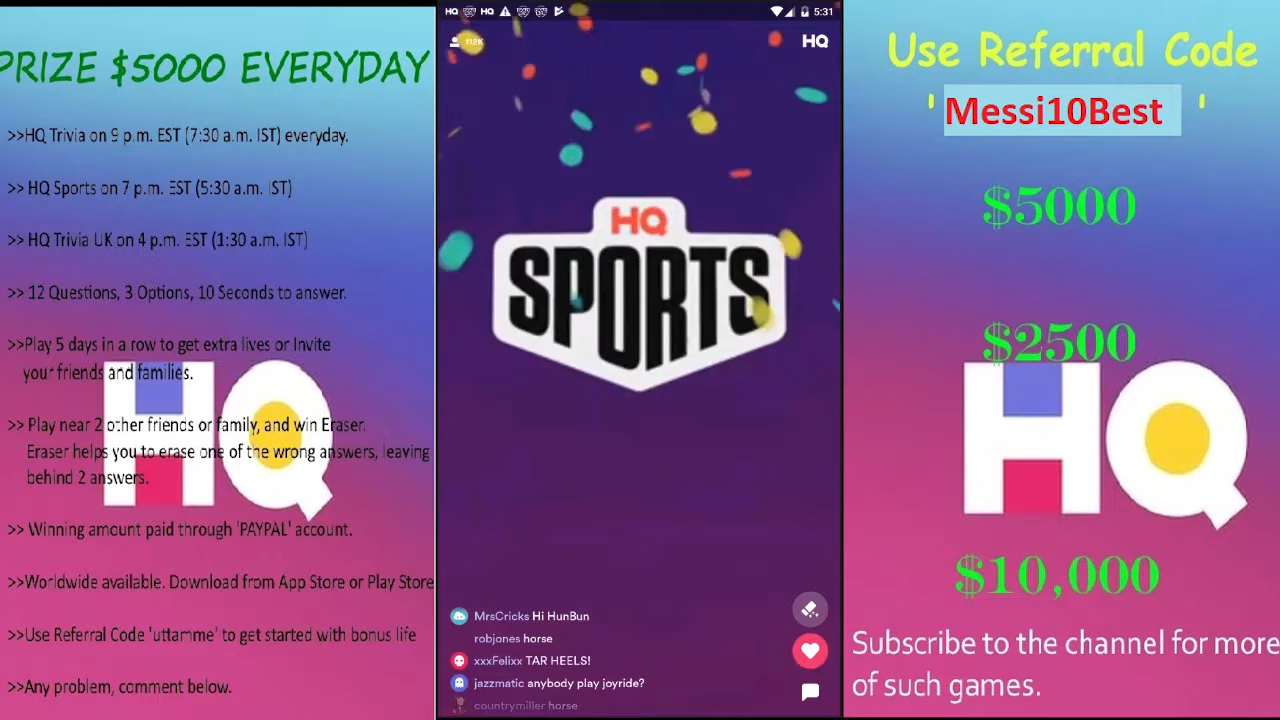 PRIZE $5000 EVERYDAY
>>HQ Trivia on 9 p.m. EST (7:30 a.m. IST) everyday.
>> HQ Sports on 7 p.m. EST (5:30 a.m. IST)
>> HQ Trivia UK on 4 p.m. EST (1:30 a.m. IST)
>> 12 Questions, 3 Options, 10 Seconds to answer.
>>Play 5 days in a row to get extra lives or Invite
your friends and families.
>> Play near 2 other friends or family, and win Eraser.
Eraser helps you to erase one of the wrong answers, leaving
behind 2 answers.
>> Winning amount paid through 'PAYPAL' account.
>>Worldwide available. Download from App Store or Play Store
>>Use Referral Code 'uttamme' to get started with bonus life
>>Any problem, comment below.
HQ
HQ HQ 5:31
112K HQ
HQ
SPORTS
MrsCricks Hi HunBun
robjones horse
xxxFelixx TAR HEELS!
jazzmatic anybody play joyride?
countrymiller horse
Use Referral Code
' Messi10Best '
$5000
$2500
HQ
$10,000
Subscribe to the channel for more
of such games.